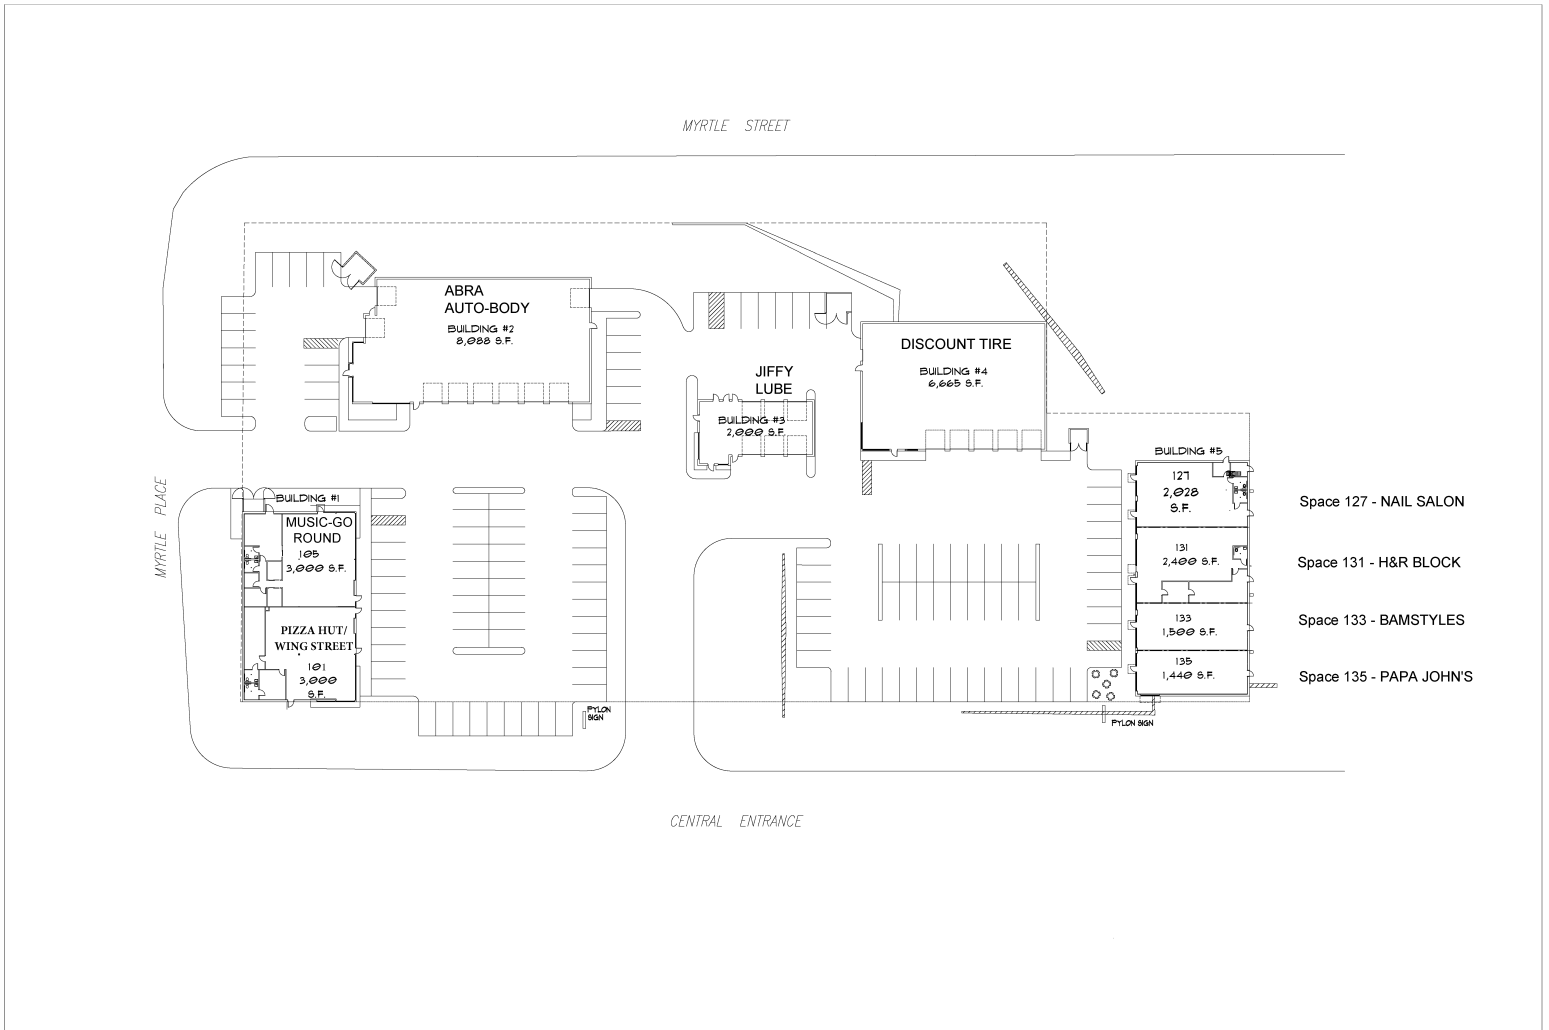 MYRTLE STREET
ABRA
AUTO-BODY
BUILDING #2
8,088 S.F.
DISCOUNT TIRE
BUILDING #4
6,665 S.F.
JIFFY
LUBE
BUILDING #3
2,000 S.F.
MYRTLE PLACE
BUILDING #1
MUSIC-GO
ROUND
105
3,000 S.F.
PIZZA HUT/
WING STREET
101
3,000
S.F.
PYLON
SIGN
BUILDING #5
127
2,028
S.F.
Space 127 - NAIL SALON
131
2,400 S.F.
Space 131 - H&R BLOCK
133
1,500 S.F.
Space 133 - BAMSTYLES
135
1,440 S.F.
Space 135 - PAPA JOHN'S
PYLON SIGN
CENTRAL ENTRANCE